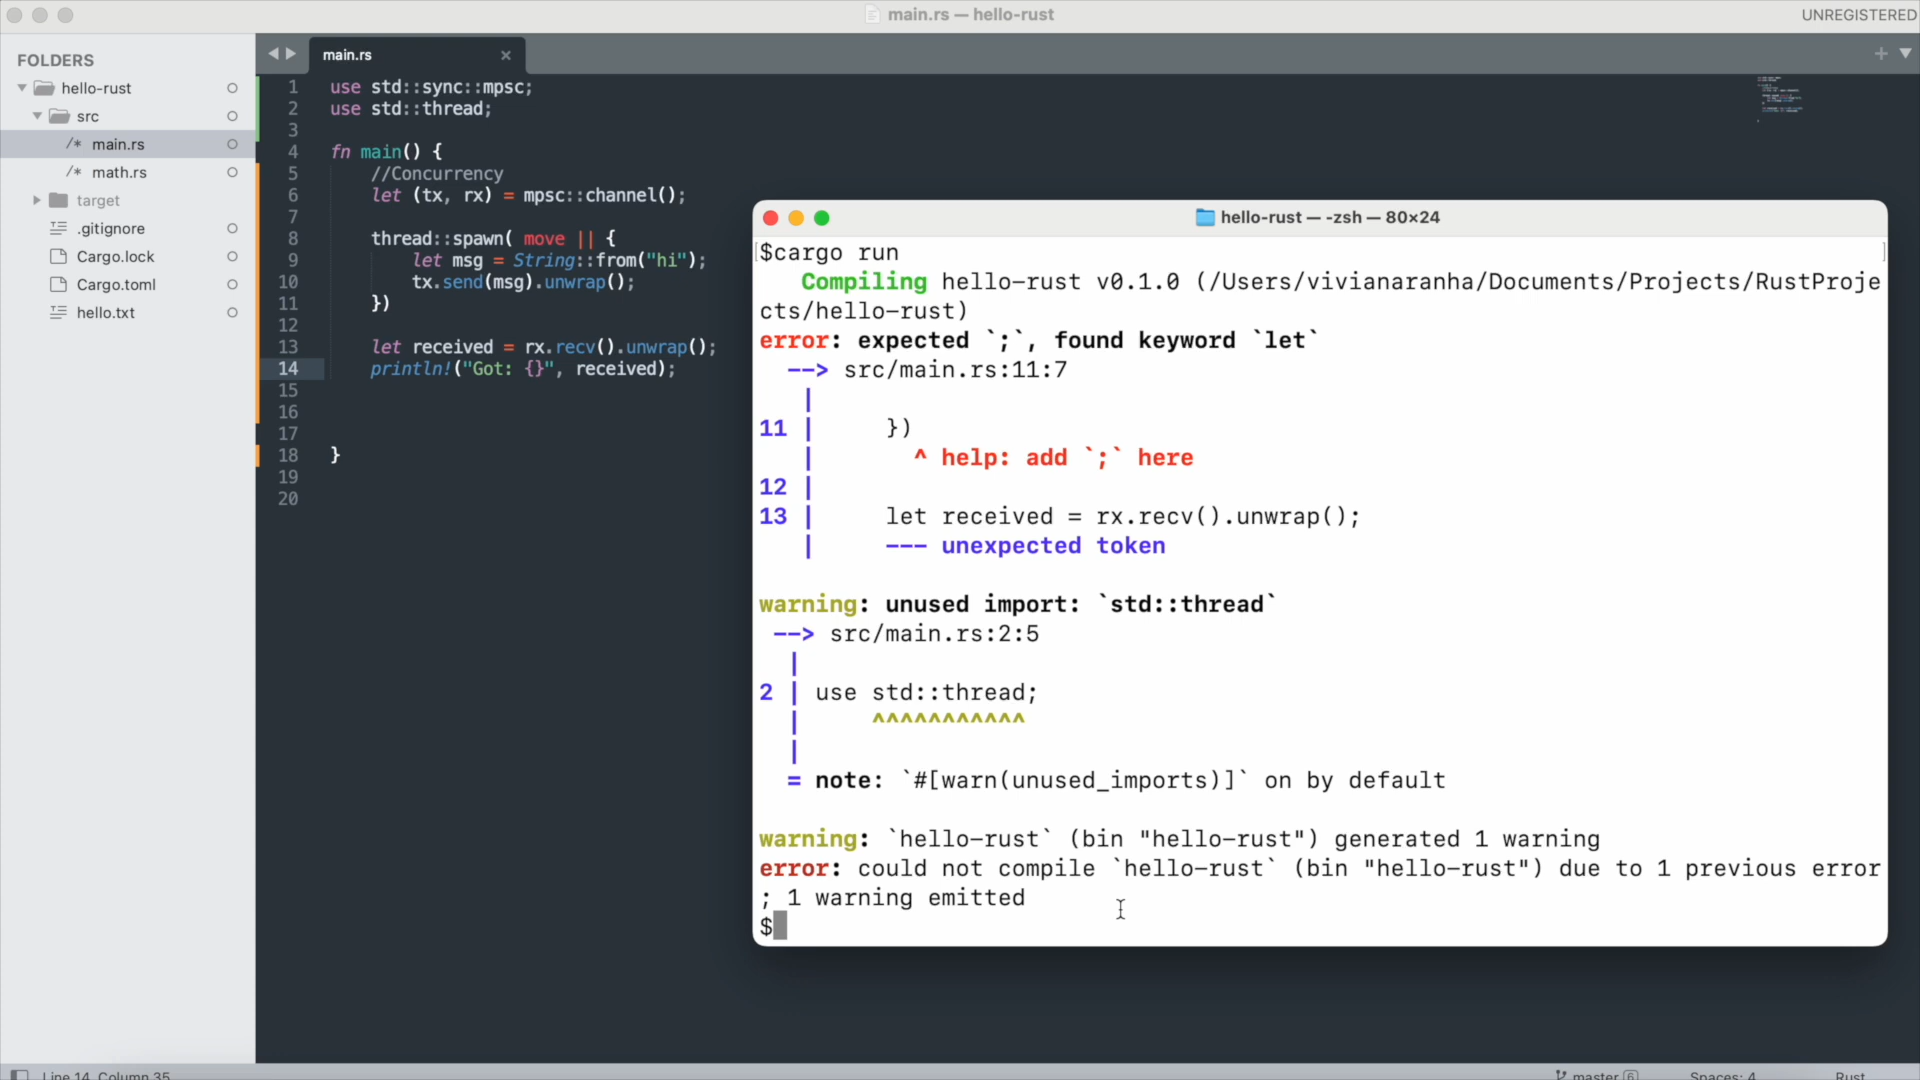 main.rs — hello-rust
UNREGISTERED
FOLDERS
hello-rust
src
/* main.rs
/* math.rs
target
.gitignore
Cargo.lock
Cargo.toml
hello.txt
main.rs
1 use std::sync::mpsc;
2 use std::thread;
3
4 fn main() {
5 //Concurrency
6 let (tx, rx) = mpsc::channel();
7
8 thread::spawn( move || {
9 let msg = String::from("hi");
10 tx.send(msg).unwrap();
11 })
12
13 let received = rx.recv().unwrap();
14 println!("Got: {}", received);
15
16
17
18 }
19
20
hello-rust — -zsh — 80×24
$cargo run
Compiling hello-rust v0.1.0 (/Users/vivianaranha/Documents/Projects/RustProje
cts/hello-rust)
error: expected `;`, found keyword `let`
--> src/main.rs:11:7
|
11 | })
| ^ help: add `;` here
12 |
13 | let received = rx.recv().unwrap();
| --- unexpected token
warning: unused import: `std::thread`
--> src/main.rs:2:5
|
2 | use std::thread;
| ^^^^^^^^^^^
|
= note: `#[warn(unused_imports)]` on by default
warning: `hello-rust` (bin "hello-rust") generated 1 warning
error: could not compile `hello-rust` (bin "hello-rust") due to 1 previous error
; 1 warning emitted
$
Line 14, Column 35
master 6
Spaces: 4
Rust